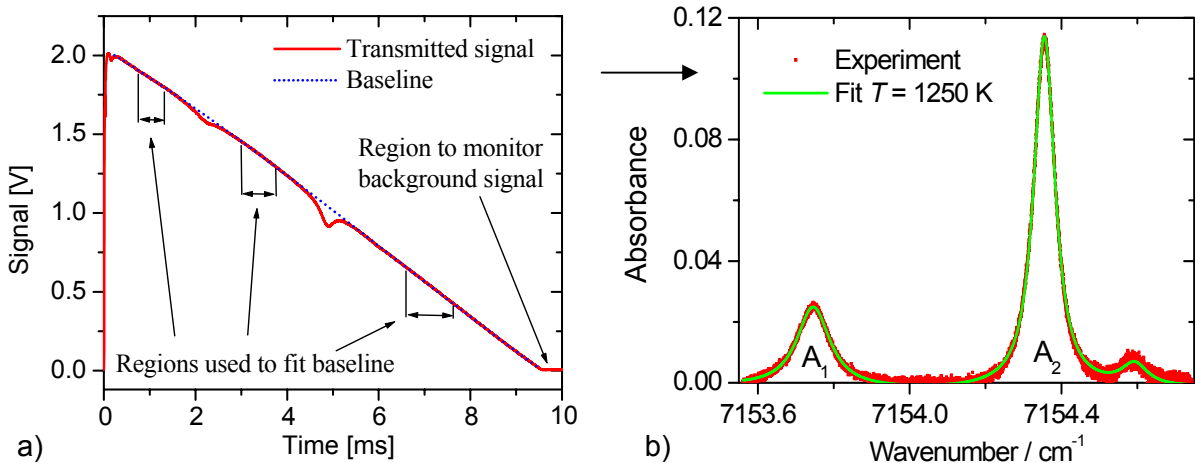 2.0
1.5
1.0
0.5
0.0
Signal [V]
Transmitted signal
Baseline
Region to monitor
background signal
Regions used to fit baseline
0 2 4 6 8 10
Time [ms]
a)
0.12
0.08
0.04
0.00
Absorbance
Experiment
Fit T = 1250 K
A₁
A₂
7153.6 7154.0 7154.4
Wavenumber / cm⁻¹
b)